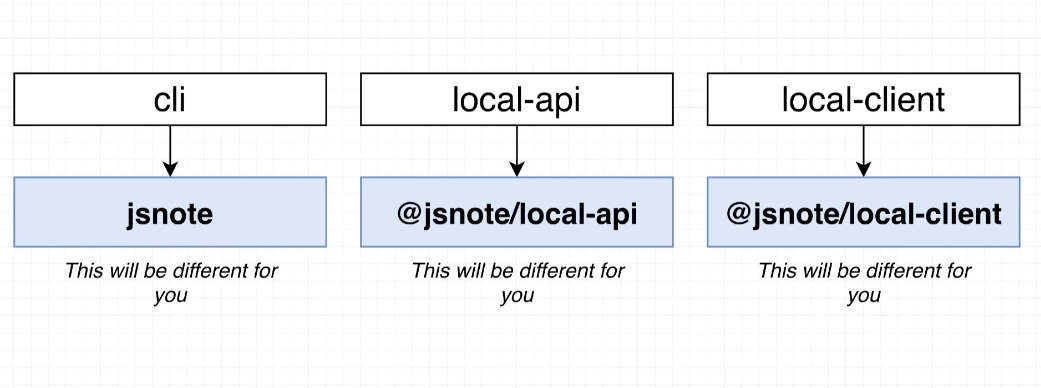 cli
local-api
local-client
jsnote
@jsnote/local-api
@jsnote/local-client
This will be different for
you
This will be different for
you
This will be different for
you